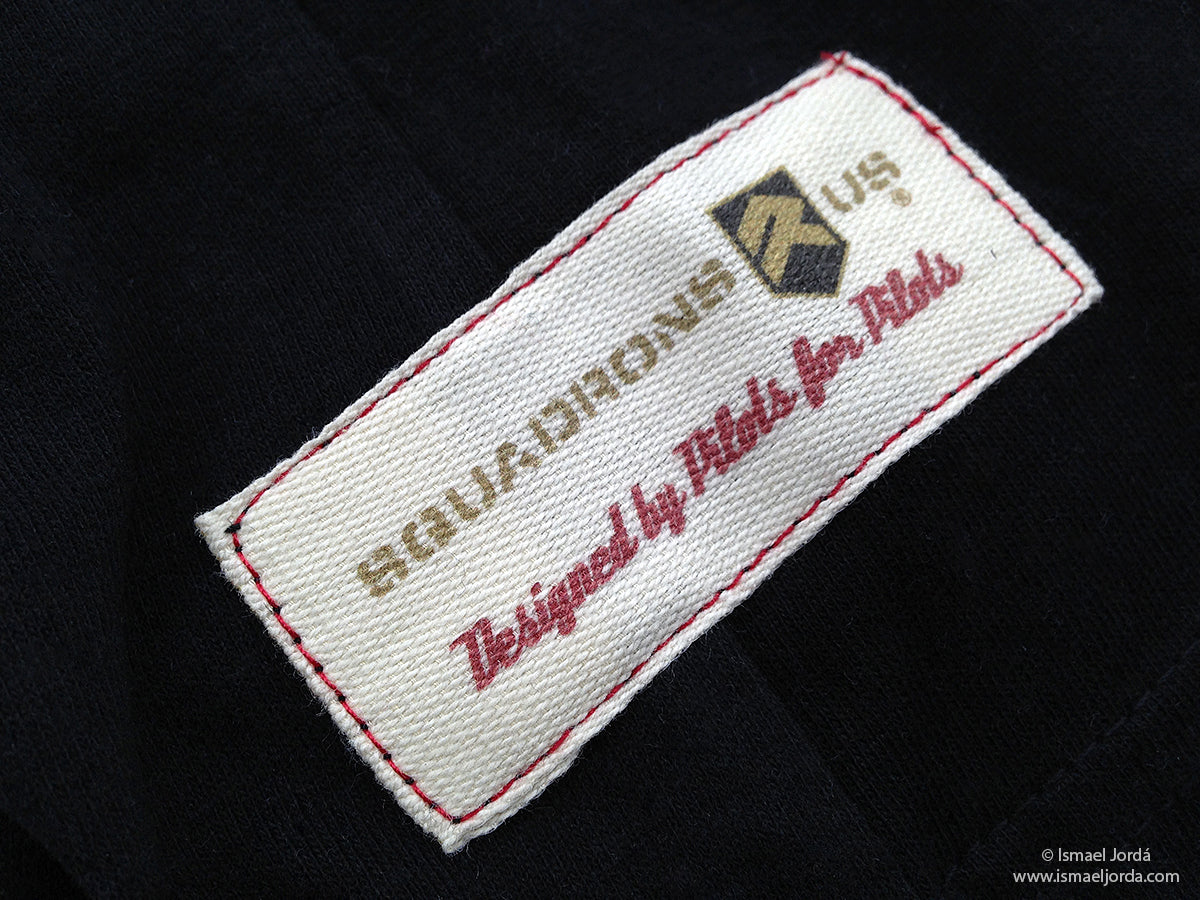 SQUADRONS R US®
Designed by Pilots for Pilots
© Ismael Jordá
www.ismaeljorda.com